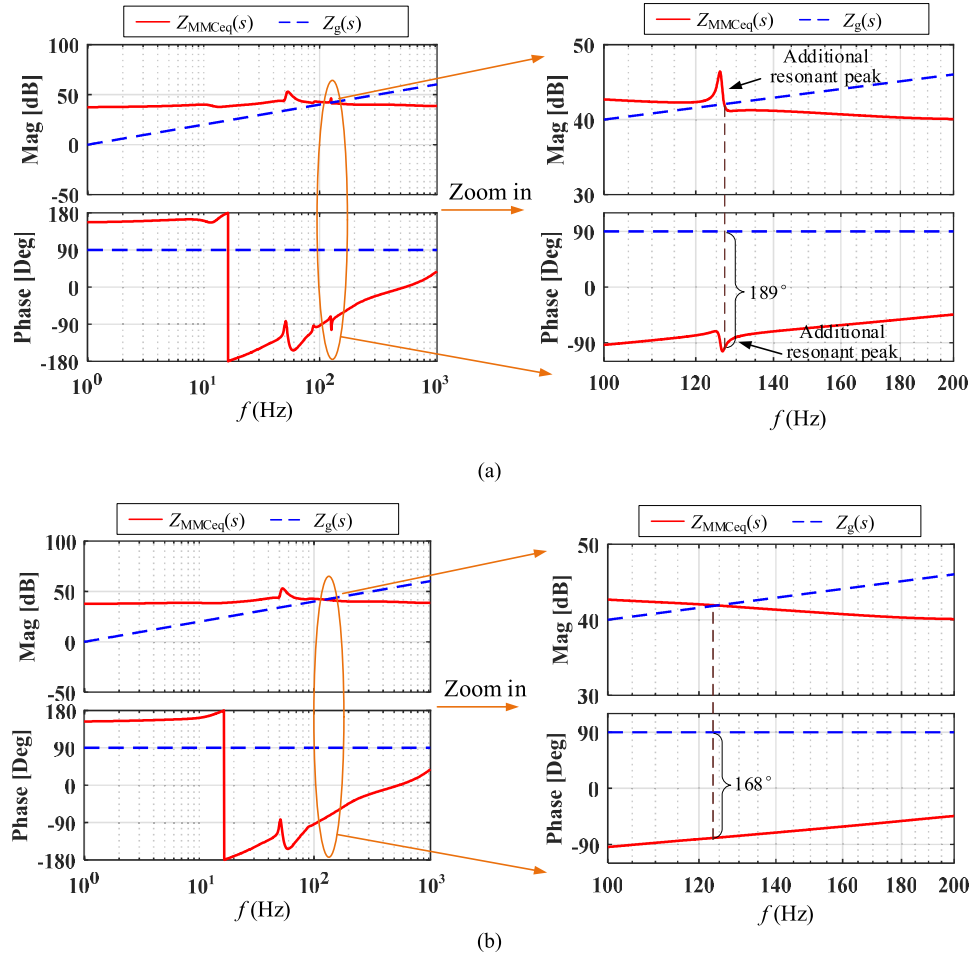 Z_MMCeq(s) Z_g(s)
100
50
0
-50
Mag [dB]
180
90
0
-90
-180
Phase [Deg]
10^0 10^1 10^2 10^3
f (Hz)
Zoom in
Z_MMCeq(s) Z_g(s)
50
40
30
Mag [dB]
Additional
resonant peak
90
0
-90
Phase [Deg]
189°
Additional
resonant peak
100 120 140 160 180 200
f (Hz)
(a)
Z_MMCeq(s) Z_g(s)
100
50
0
-50
Mag [dB]
180
90
0
-90
-180
Phase [Deg]
10^0 10^1 10^2 10^3
f (Hz)
Zoom in
Z_MMCeq(s) Z_g(s)
50
40
30
Mag [dB]
90
0
-90
Phase [Deg]
168°
100 120 140 160 180 200
f (Hz)
(b)